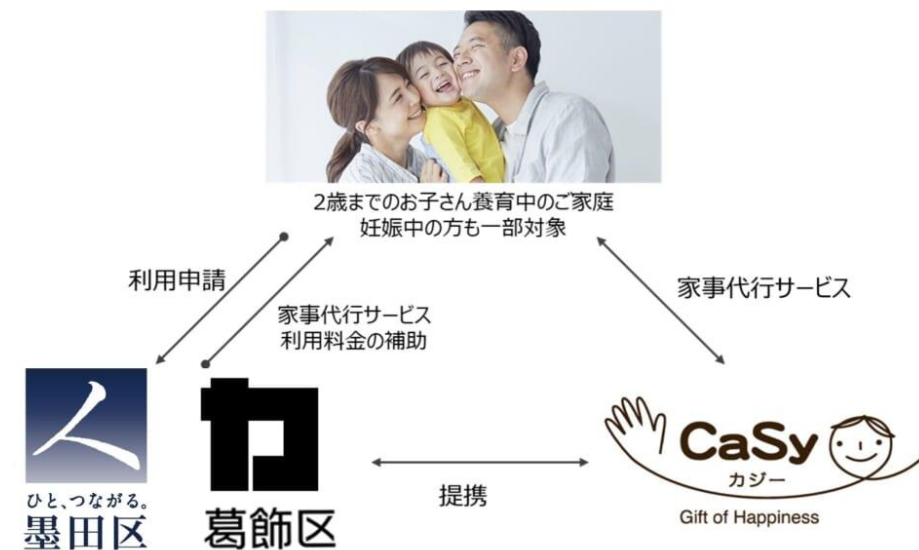 2歳までのお子さん養育中のご家庭
妊娠中の方も一部対象
利用申請
家事代行サービス
利用料金の補助
家事代行サービス
人
ひと、つながる。
墨田区
葛飾区
提携
CaSy
カジー
Gift of Happiness